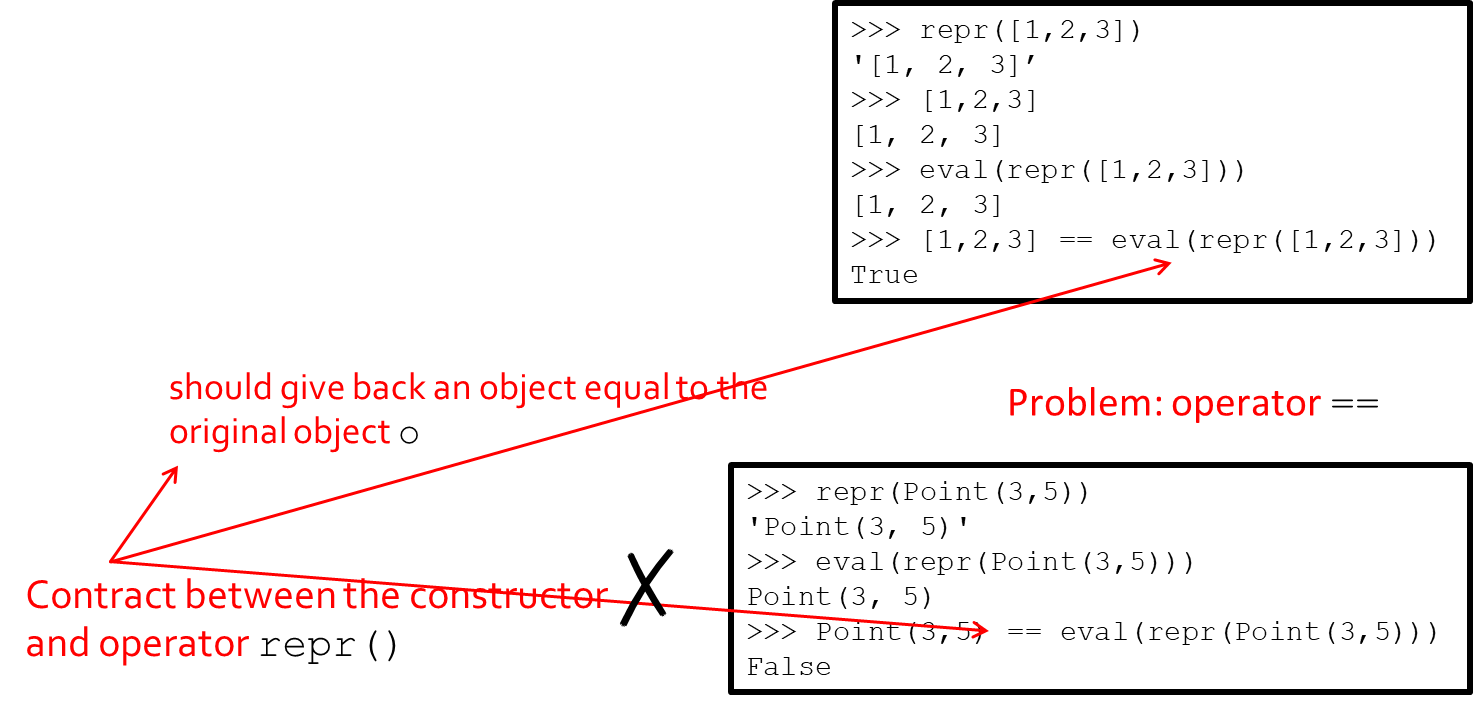 >>> repr([1,2,3])
'[1, 2, 3]’
>>> [1,2,3]
[1, 2, 3]
>>> eval(repr([1,2,3]))
[1, 2, 3]
>>> [1,2,3] == eval(repr([1,2,3]))
True
should give back an object equal to the
original object o
Problem: operator ==
Contract between the constructor
and operator repr()
>>> repr(Point(3,5))
'Point(3, 5)'
>>> eval(repr(Point(3,5)))
Point(3, 5)
>>> Point(3,5) == eval(repr(Point(3,5)))
False